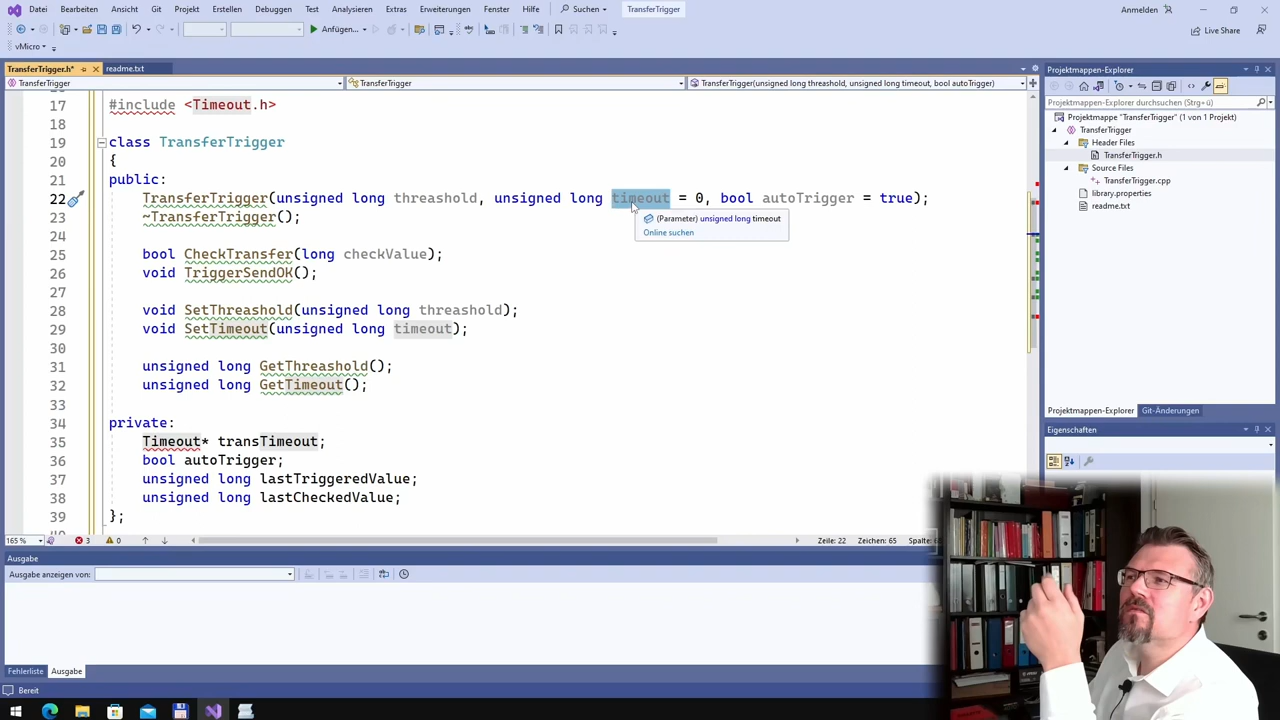 Datei Bearbeiten Ansicht Git Projekt Erstellen Debuggen Test Analysieren Extras Erweiterungen Fenster Hilfe Suchen TransferTrigger Anmelden
Anfügen... Live Share
vMicro
TransferTrigger.h* readme.txt Projektmappen-Explorer
TransferTrigger TransferTrigger TransferTrigger(unsigned long threashold, unsigned long timeout, bool autoTrigger)
Projektmappen-Explorer durchsuchen (Strg+ü)
Projektmappe "TransferTrigger" (1 von 1 Projekt)
TransferTrigger
Header Files
TransferTrigger.h
Source Files
TransferTrigger.cpp
library.properties
readme.txt
17 #include <Timeout.h>
18
19 class TransferTrigger
20 {
21 public:
22 TransferTrigger(unsigned long threashold, unsigned long timeout = 0, bool autoTrigger = true);
23 ~TransferTrigger();
(Parameter) unsigned long timeout
Online suchen
24
25 bool CheckTransfer(long checkValue);
26 void TriggerSendOK();
27
28 void SetThreashold(unsigned long threashold);
29 void SetTimeout(unsigned long timeout);
30
31 unsigned long GetThreashold();
32 unsigned long GetTimeout();
33
34 private:
35 Timeout* transTimeout;
36 bool autoTrigger;
37 unsigned long lastTriggeredValue;
38 unsigned long lastCheckedValue;
39 };
Projektmappen-Explorer Git-Änderungen
Eigenschaften
165 % 3 0 Zeile: 22 Zeichen: 65
Ausgabe
Ausgabe anzeigen von:
Fehlerliste Ausgabe
Bereit